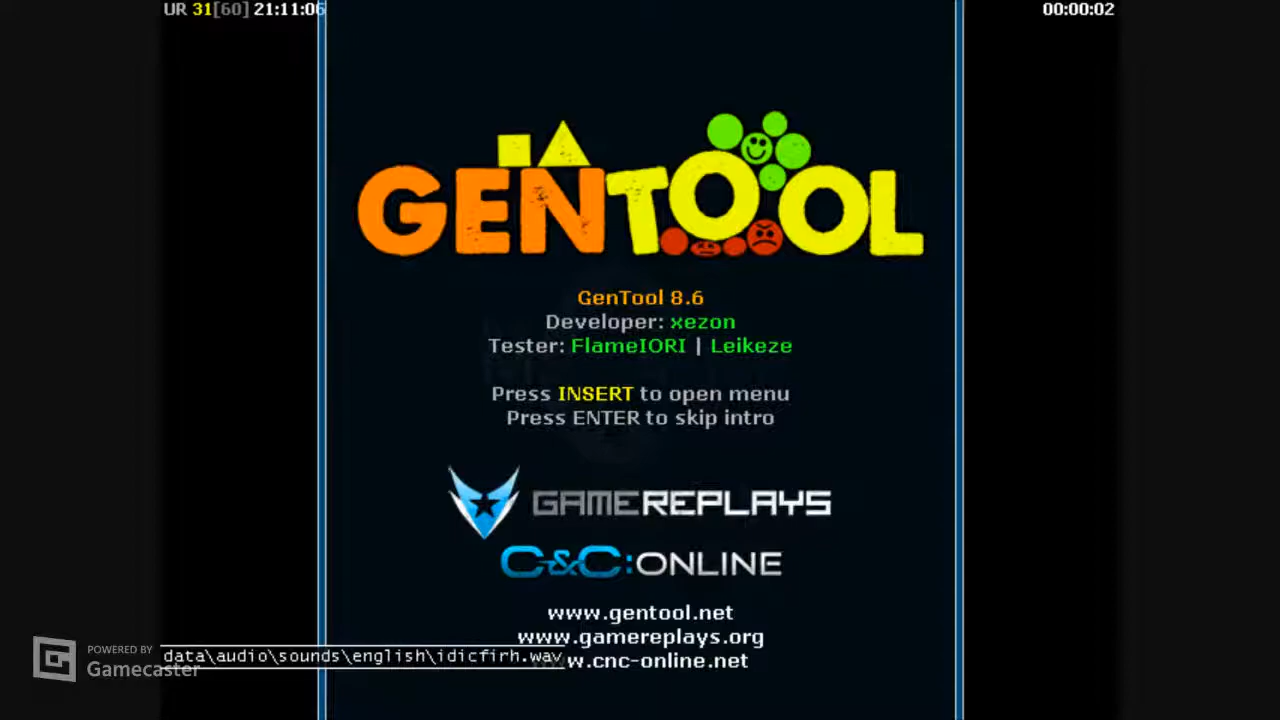 UR 31[60] 21:11:06
00:00:02
GENTOOL
GenTool 8.6
Developer: xezon
Tester: FlameIORI | Leikeze
Press INSERT to open menu
Press ENTER to skip intro
GAMEREPLAYS
C&C:ONLINE
www.gentool.net
www.gamereplays.org
www.cnc-online.net
data\audio\sounds\english\idicfirh.wav
POWERED BY
Gamecaster